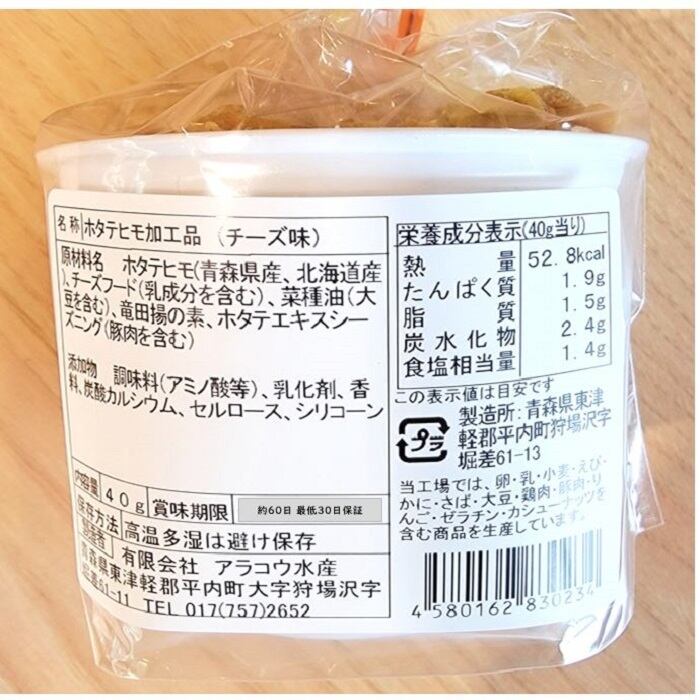 名称 ホタテヒモ加工品 (チーズ味)
原材料名 ホタテヒモ(青森県産、北海道産
)、チーズフード(乳成分を含む)、菜種油(大
豆を含む)、竜田揚の素、ホタテエキスシー
ズニング(豚肉を含む)
添加物 調味料(アミノ酸等)、乳化剤、香
料、炭酸カルシウム、セルロース、シリコーン
内容量 40g 賞味期限 約60日 最低30日保証
保存方法 高温多湿は避け保存
製造者 有限会社 アラコウ水産
青森県東津軽郡平内町大字狩場沢字
堀差61-11 TEL 017(757)2652
栄養成分表示(40g当り)
熱量 52.8kcal
たんぱく質 1.9g
脂質 1.5g
炭水化物 2.4g
食塩相当量 1.4g
この表示値は目安です
プラ
製造所:青森県東津
軽郡平内町狩場沢字
堀差61-13
当工場では、卵・乳・小麦・えび・
かに・さば・大豆・鶏肉・豚肉・り
んご・ゼラチン・カシューナッツを
含む商品を生産しています。
4 580162 830234